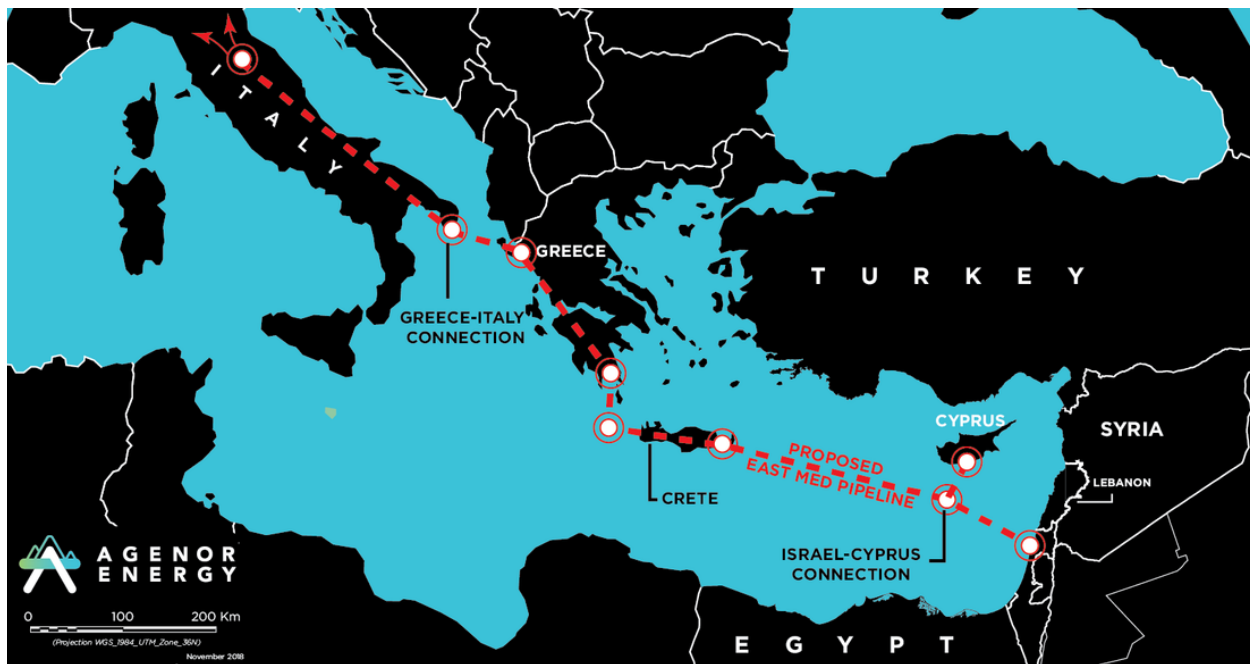 ITALY
GREECE
GREECE-ITALY
CONNECTION
TURKEY
CYPRUS
SYRIA
LEBANON
PROPOSED
EAST MED PIPELINE
CRETE
ISRAEL-CYPRUS
CONNECTION
EGYPT
AGENOR
ENERGY
0 100 200 Km
(Projection WGS_1984_UTM_Zone_36N)
November 2018